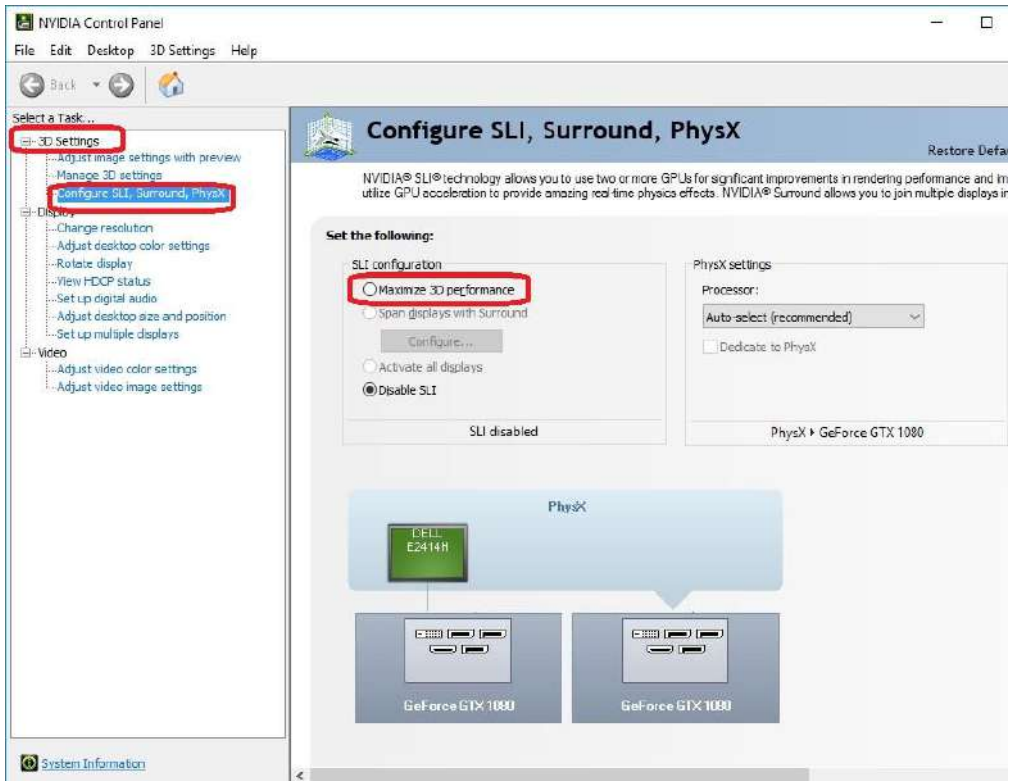 NVIDIA Control Panel
File Edit Desktop 3D Settings Help
Back
Select a Task...
3D Settings
Adjust image settings with preview
Manage 3D settings
Configure SLI, Surround, PhysX
Display
Change resolution
Adjust desktop color settings
Rotate display
View HDCP status
Set up digital audio
Adjust desktop size and position
Set up multiple displays
Video
Adjust video color settings
Adjust video image settings
System Information
Configure SLI, Surround, PhysX
Restore Defa
NVIDIA® SLI® technology allows you to use two or more GPUs for significant improvements in rendering performance and im
utilize GPU acceleration to provide amazing real-time physics effects. NVIDIA® Surround allows you to join multiple displays in
Set the following:
SLI configuration
Maximize 3D performance
Span displays with Surround
Configure...
Activate all displays
Disable SLI
SLI disabled
PhysX settings
Processor:
Auto-select (recommended)
Dedicate to PhysX
PhysX ▸ GeForce GTX 1080
PhysX
DELL
E2414H
GeForce GTX 1080
GeForce GTX 1080